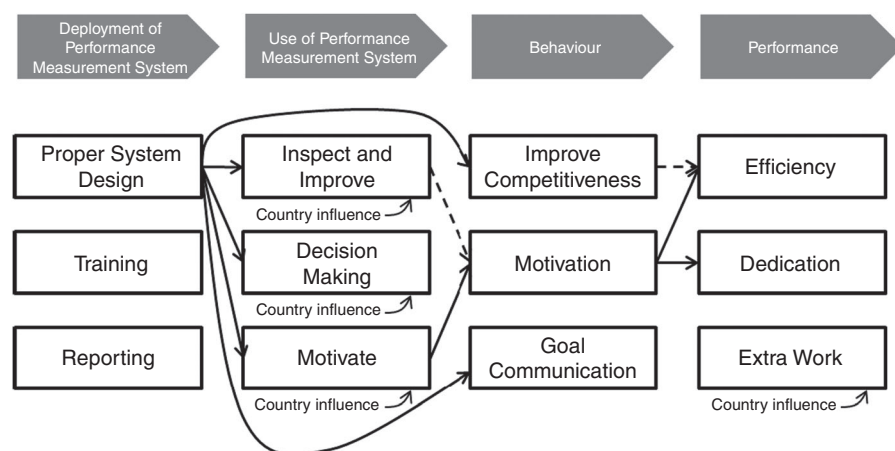 Deployment of
Performance
Measurement System
Use of Performance
Measurement System
Behaviour
Performance
Proper System
Design
Inspect and
Improve
Country influence
Improve
Competitiveness
Efficiency
Training
Decision
Making
Country influence
Motivation
Dedication
Reporting
Motivate
Country influence
Goal
Communication
Extra Work
Country influence